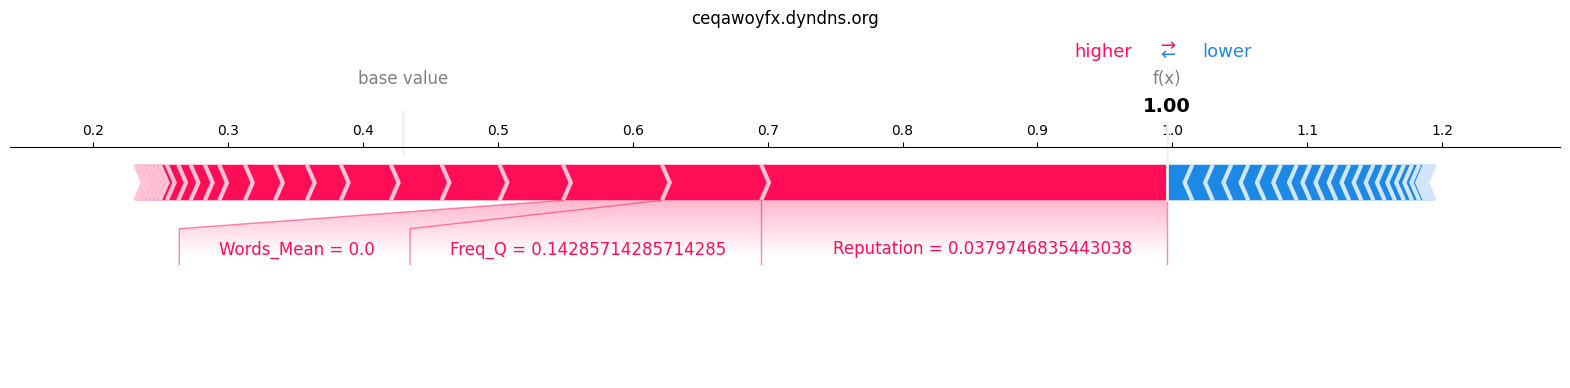 ceqawoyfx.dyndns.org
higher ⇄ lower
base value
f(x)
1.00
0.2 0.3 0.4 0.5 0.6 0.7 0.8 0.9 1.0 1.1 1.2
Words_Mean = 0.0
Freq_Q = 0.14285714285714285
Reputation = 0.0379746835443038